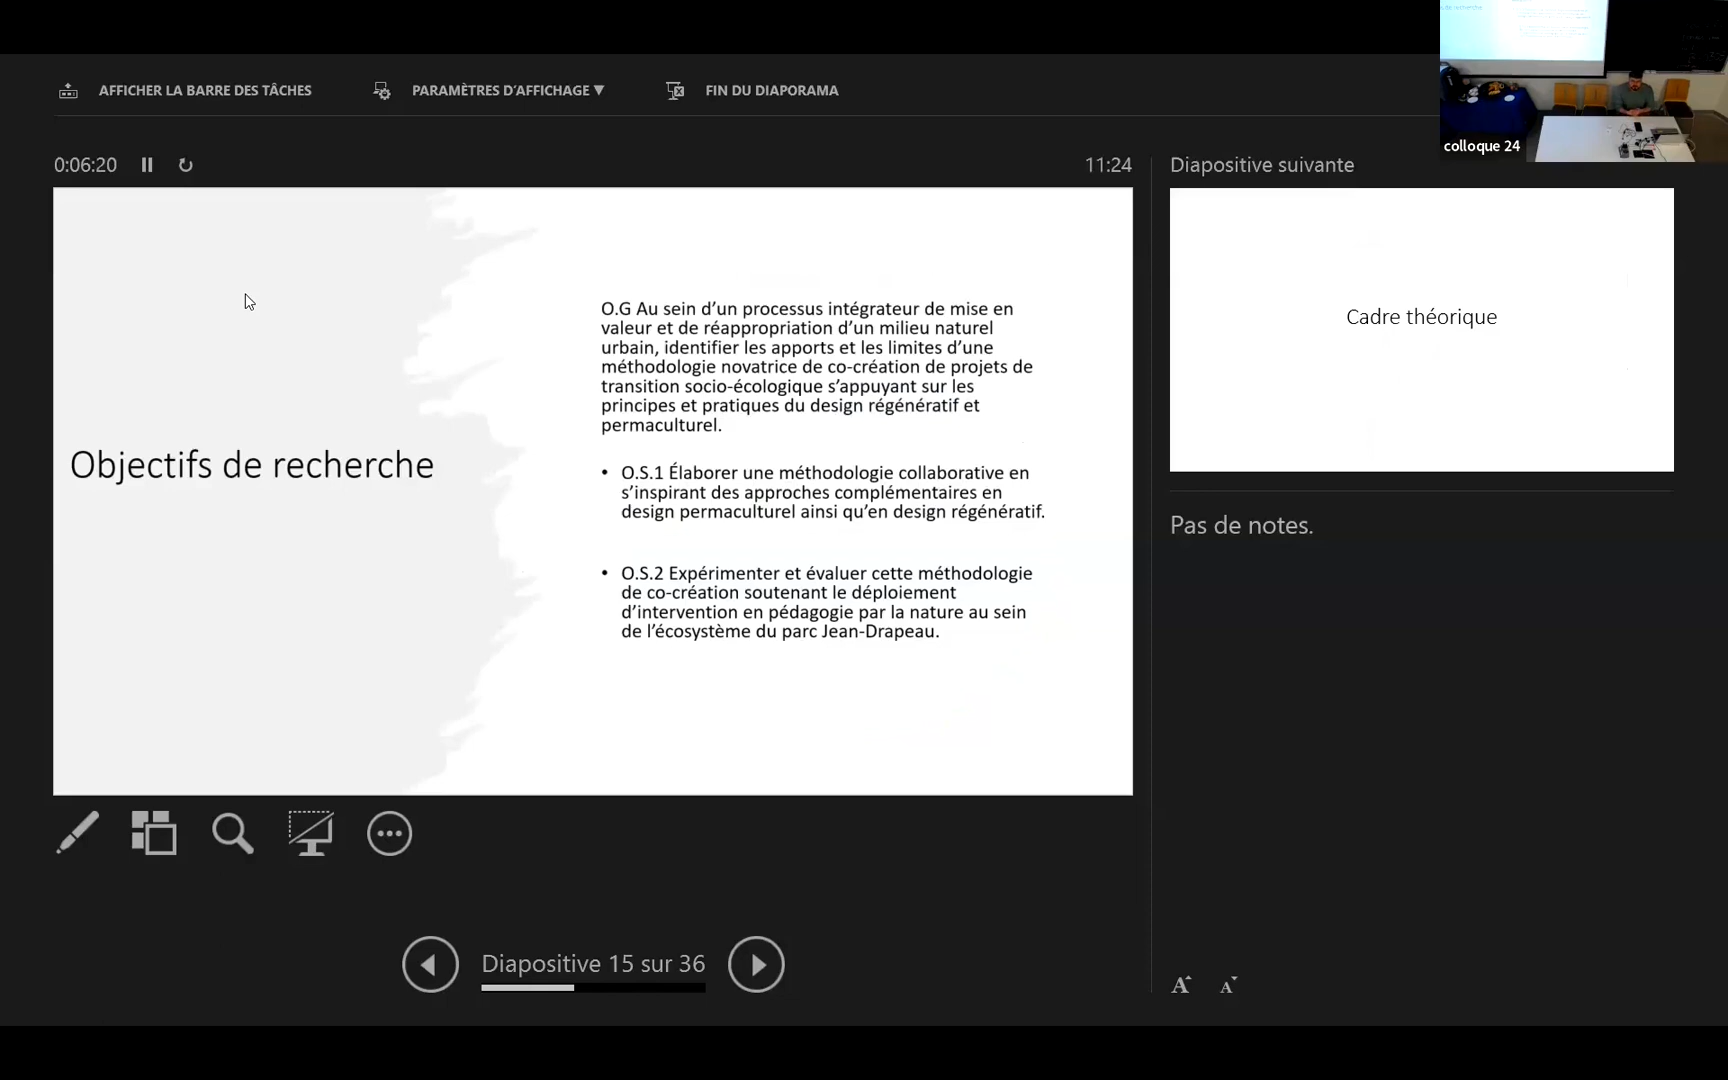 AFFICHER LA BARRE DES TÂCHES
PARAMÈTRES D'AFFICHAGE ▼
FIN DU DIAPORAMA
colloque 24
0:06:20
11:24
Diapositive suivante
Objectifs de recherche
O.G Au sein d’un processus intégrateur de mise en
valeur et de réappropriation d’un milieu naturel
urbain, identifier les apports et les limites d’une
méthodologie novatrice de co-création de projets de
transition socio-écologique s’appuyant sur les
principes et pratiques du design régénératif et
permaculturel.
• O.S.1 Élaborer une méthodologie collaborative en
s’inspirant des approches complémentaires en
design permaculturel ainsi qu’en design régénératif.
• O.S.2 Expérimenter et évaluer cette méthodologie
de co-création soutenant le déploiement
d’intervention en pédagogie par la nature au sein
de l’écosystème du parc Jean-Drapeau.
Cadre théorique
Pas de notes.
Diapositive 15 sur 36
A A